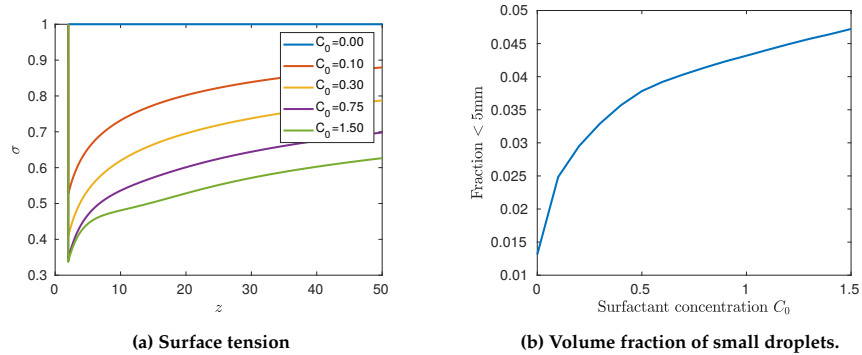 1
0.9
0.8
0.7
0.6
0.5
0.4
0.3
σ
0
10
20
30
40
50
z
C₀=0.00
C₀=0.10
C₀=0.30
C₀=0.75
C₀=1.50
(a) Surface tension
0.05
0.045
0.04
0.035
0.03
0.025
0.02
0.015
0.01
Fraction < 5mm
0
0.5
1
1.5
Surfactant concentration C₀
(b) Volume fraction of small droplets.